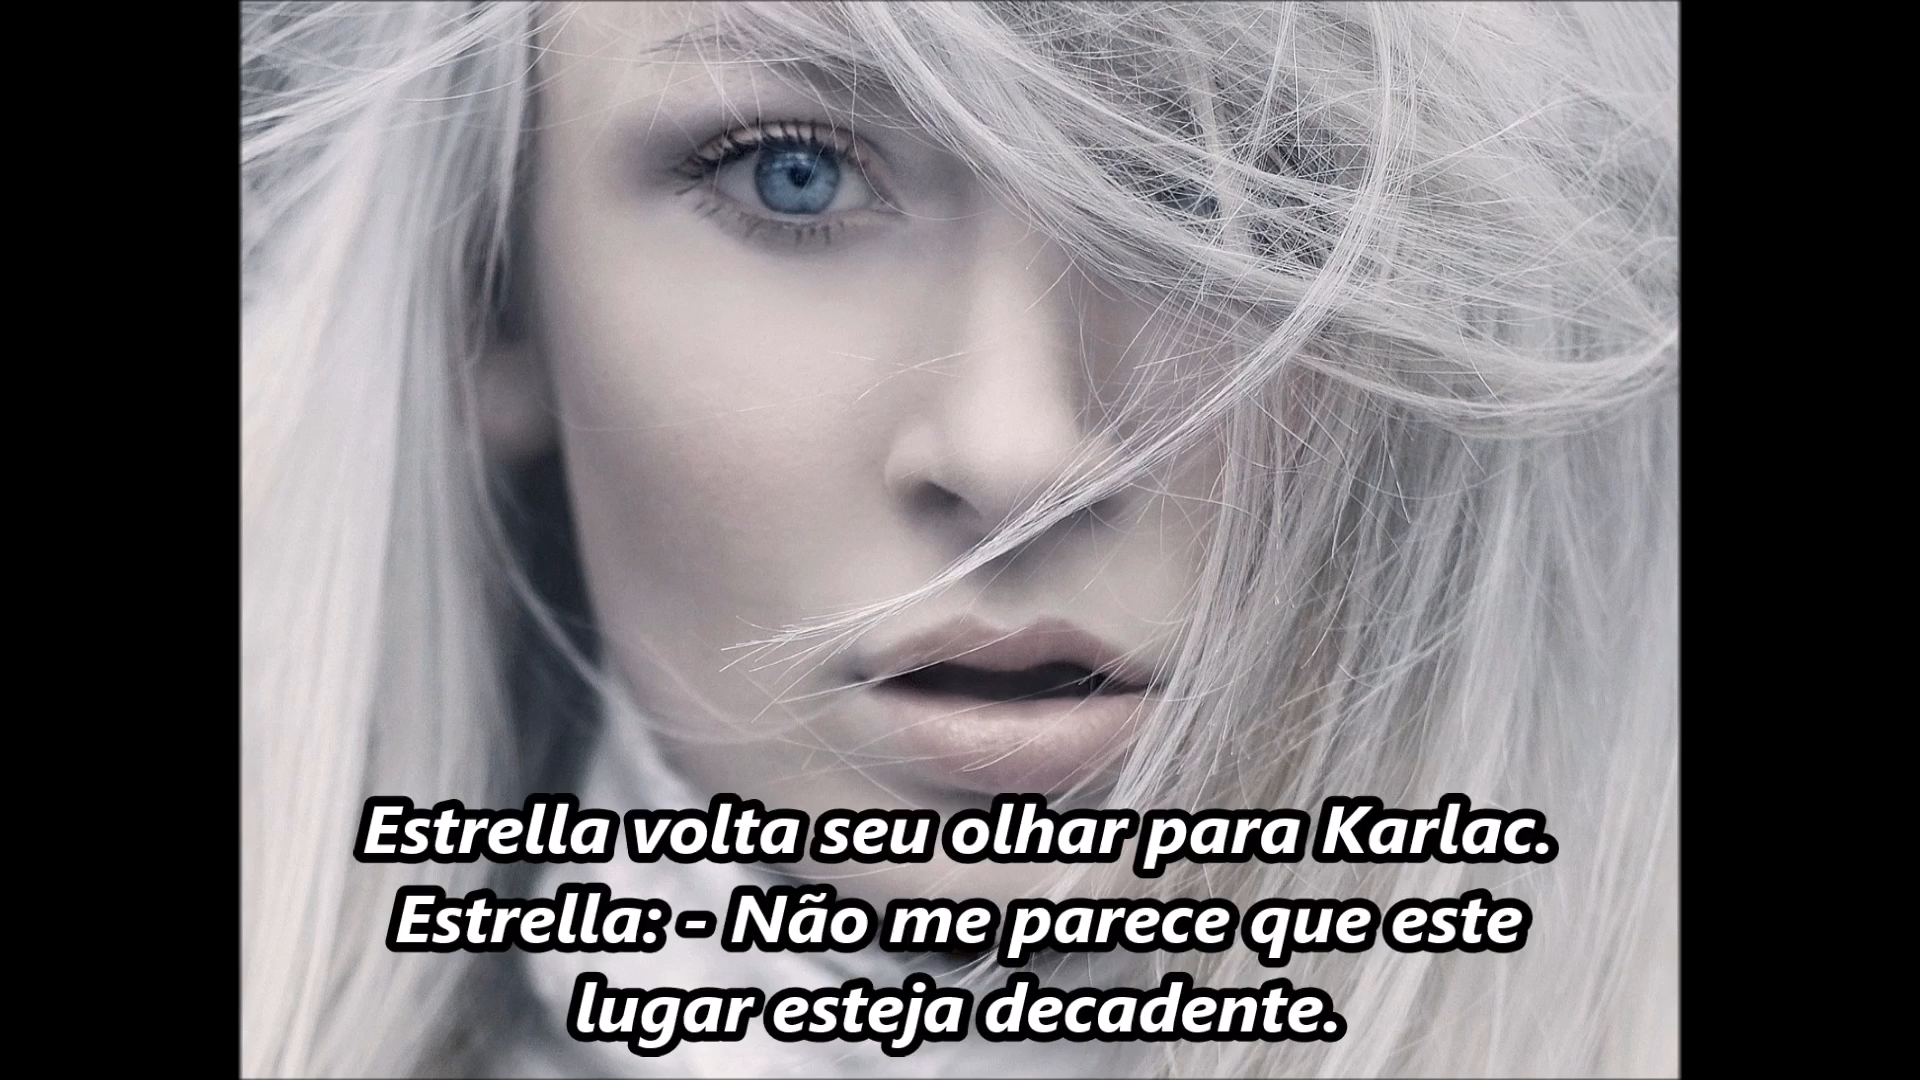 Estrella volta seu olhar para Karlac.
Estrella: - Não me parece que este
lugar esteja decadente.